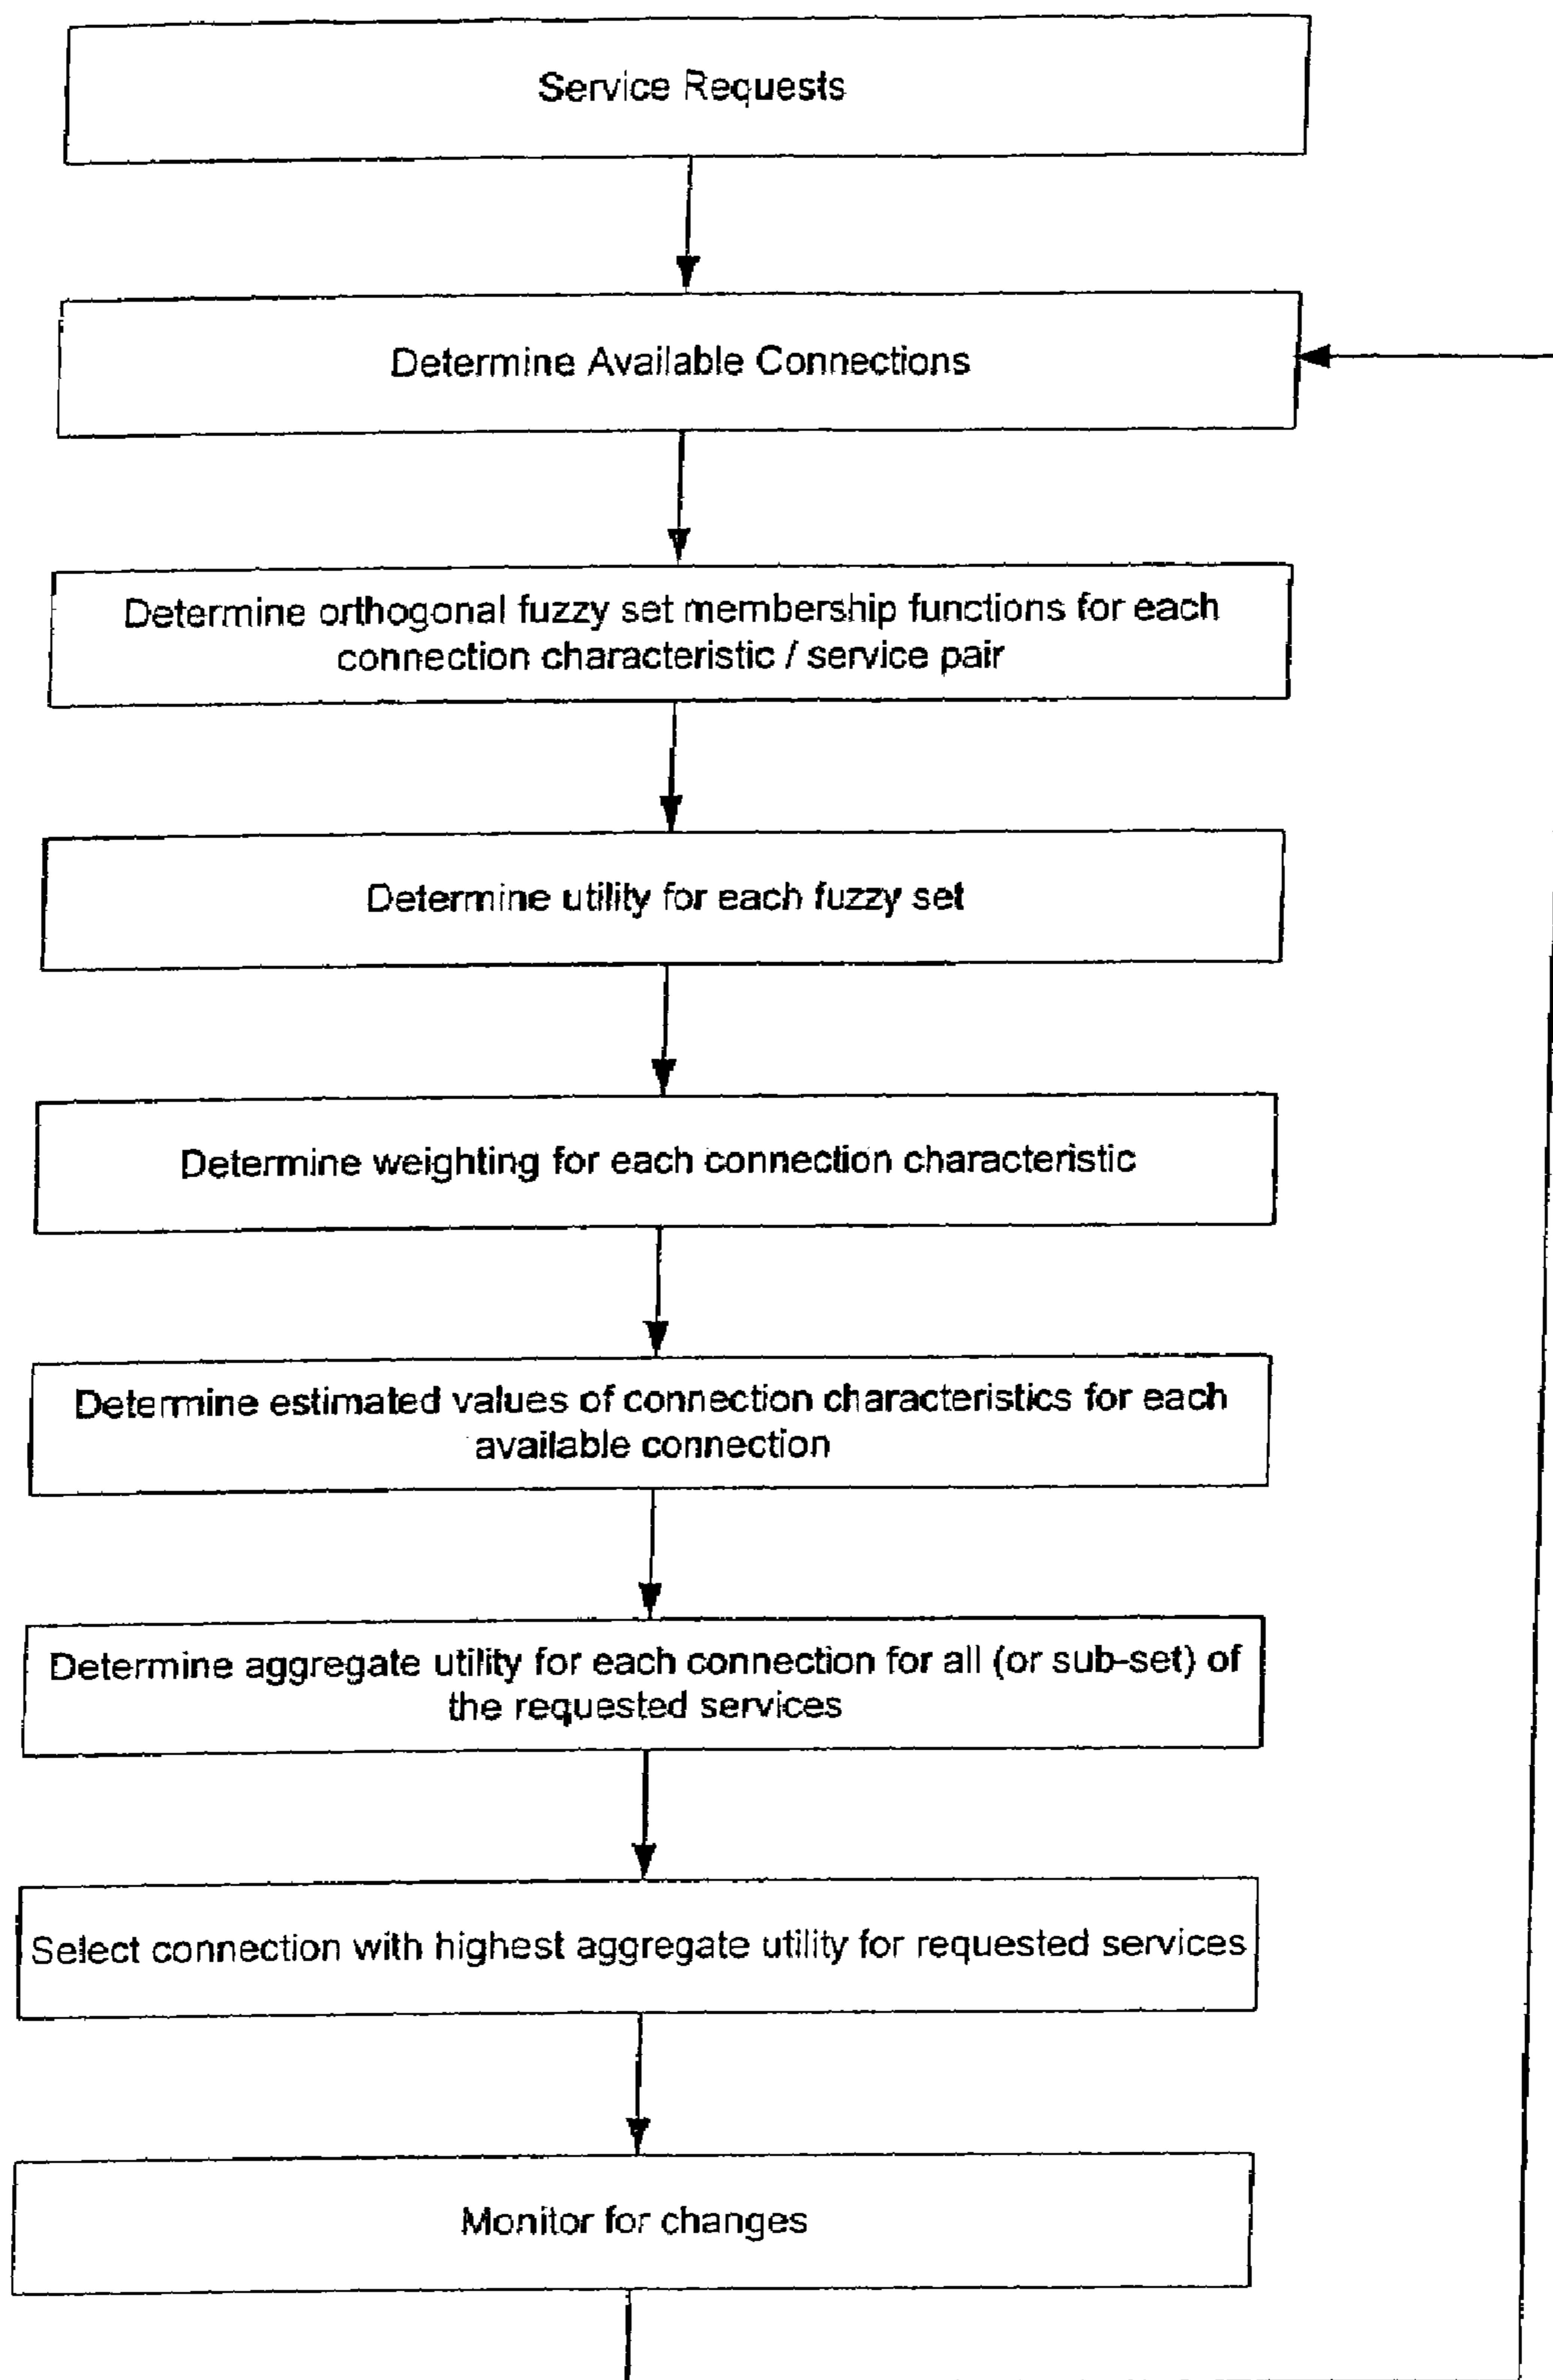 Service Requests
Determine Available Connections
Determine orthogonal fuzzy set membership functions for each
connection characteristic / service pair
Determine utility for each fuzzy set
Determine weighting for each connection characteristic
Determine estimated values of connection characteristics for each
available connection
Determine aggregate utility for each connection for all (or sub-set) of
the requested services
Select connection with highest aggregate utility for requested services
Monitor for changes